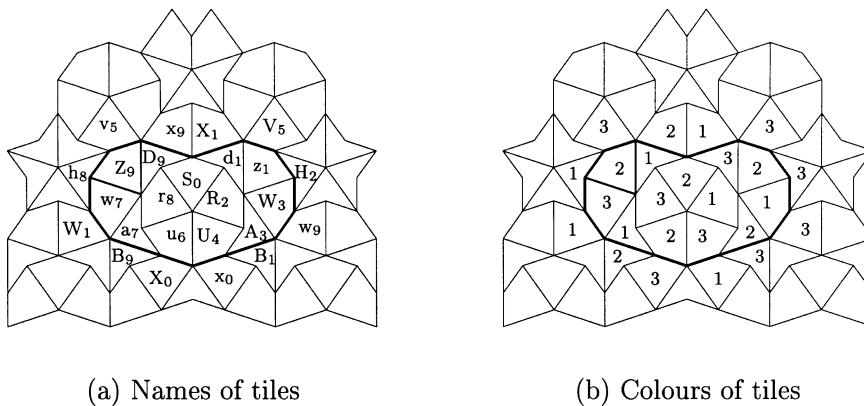 v₅ x₉ X₁ V₅
h₈ Z₉ D₉ d₁ z₁ H₂
S₀
w₇ r₈ R₂ W₃
W₁ a₇ u₆ U₄ A₃ w₉
B₉ X₀ x₀ B₁
3 2 1 3
1 2 1 3 2 3
2
3 3 1 1
1 1 2 3 2 3
2 3 1 3
(a) Names of tiles
(b) Colours of tiles